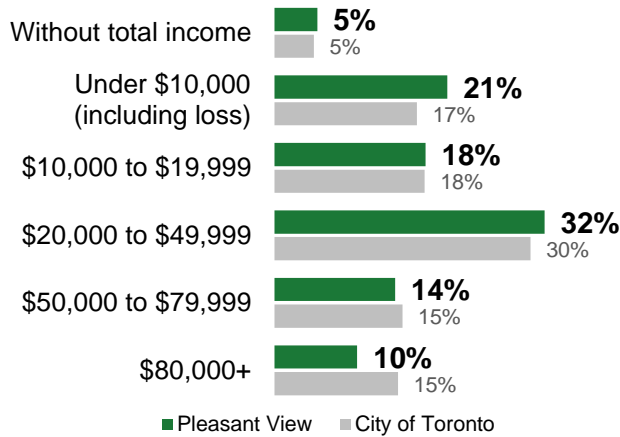 Without total income
5%
5%
Under $10,000
(including loss)
21%
17%
$10,000 to $19,999
18%
18%
$20,000 to $49,999
32%
30%
$50,000 to $79,999
14%
15%
$80,000+
10%
15%
Pleasant View
City of Toronto